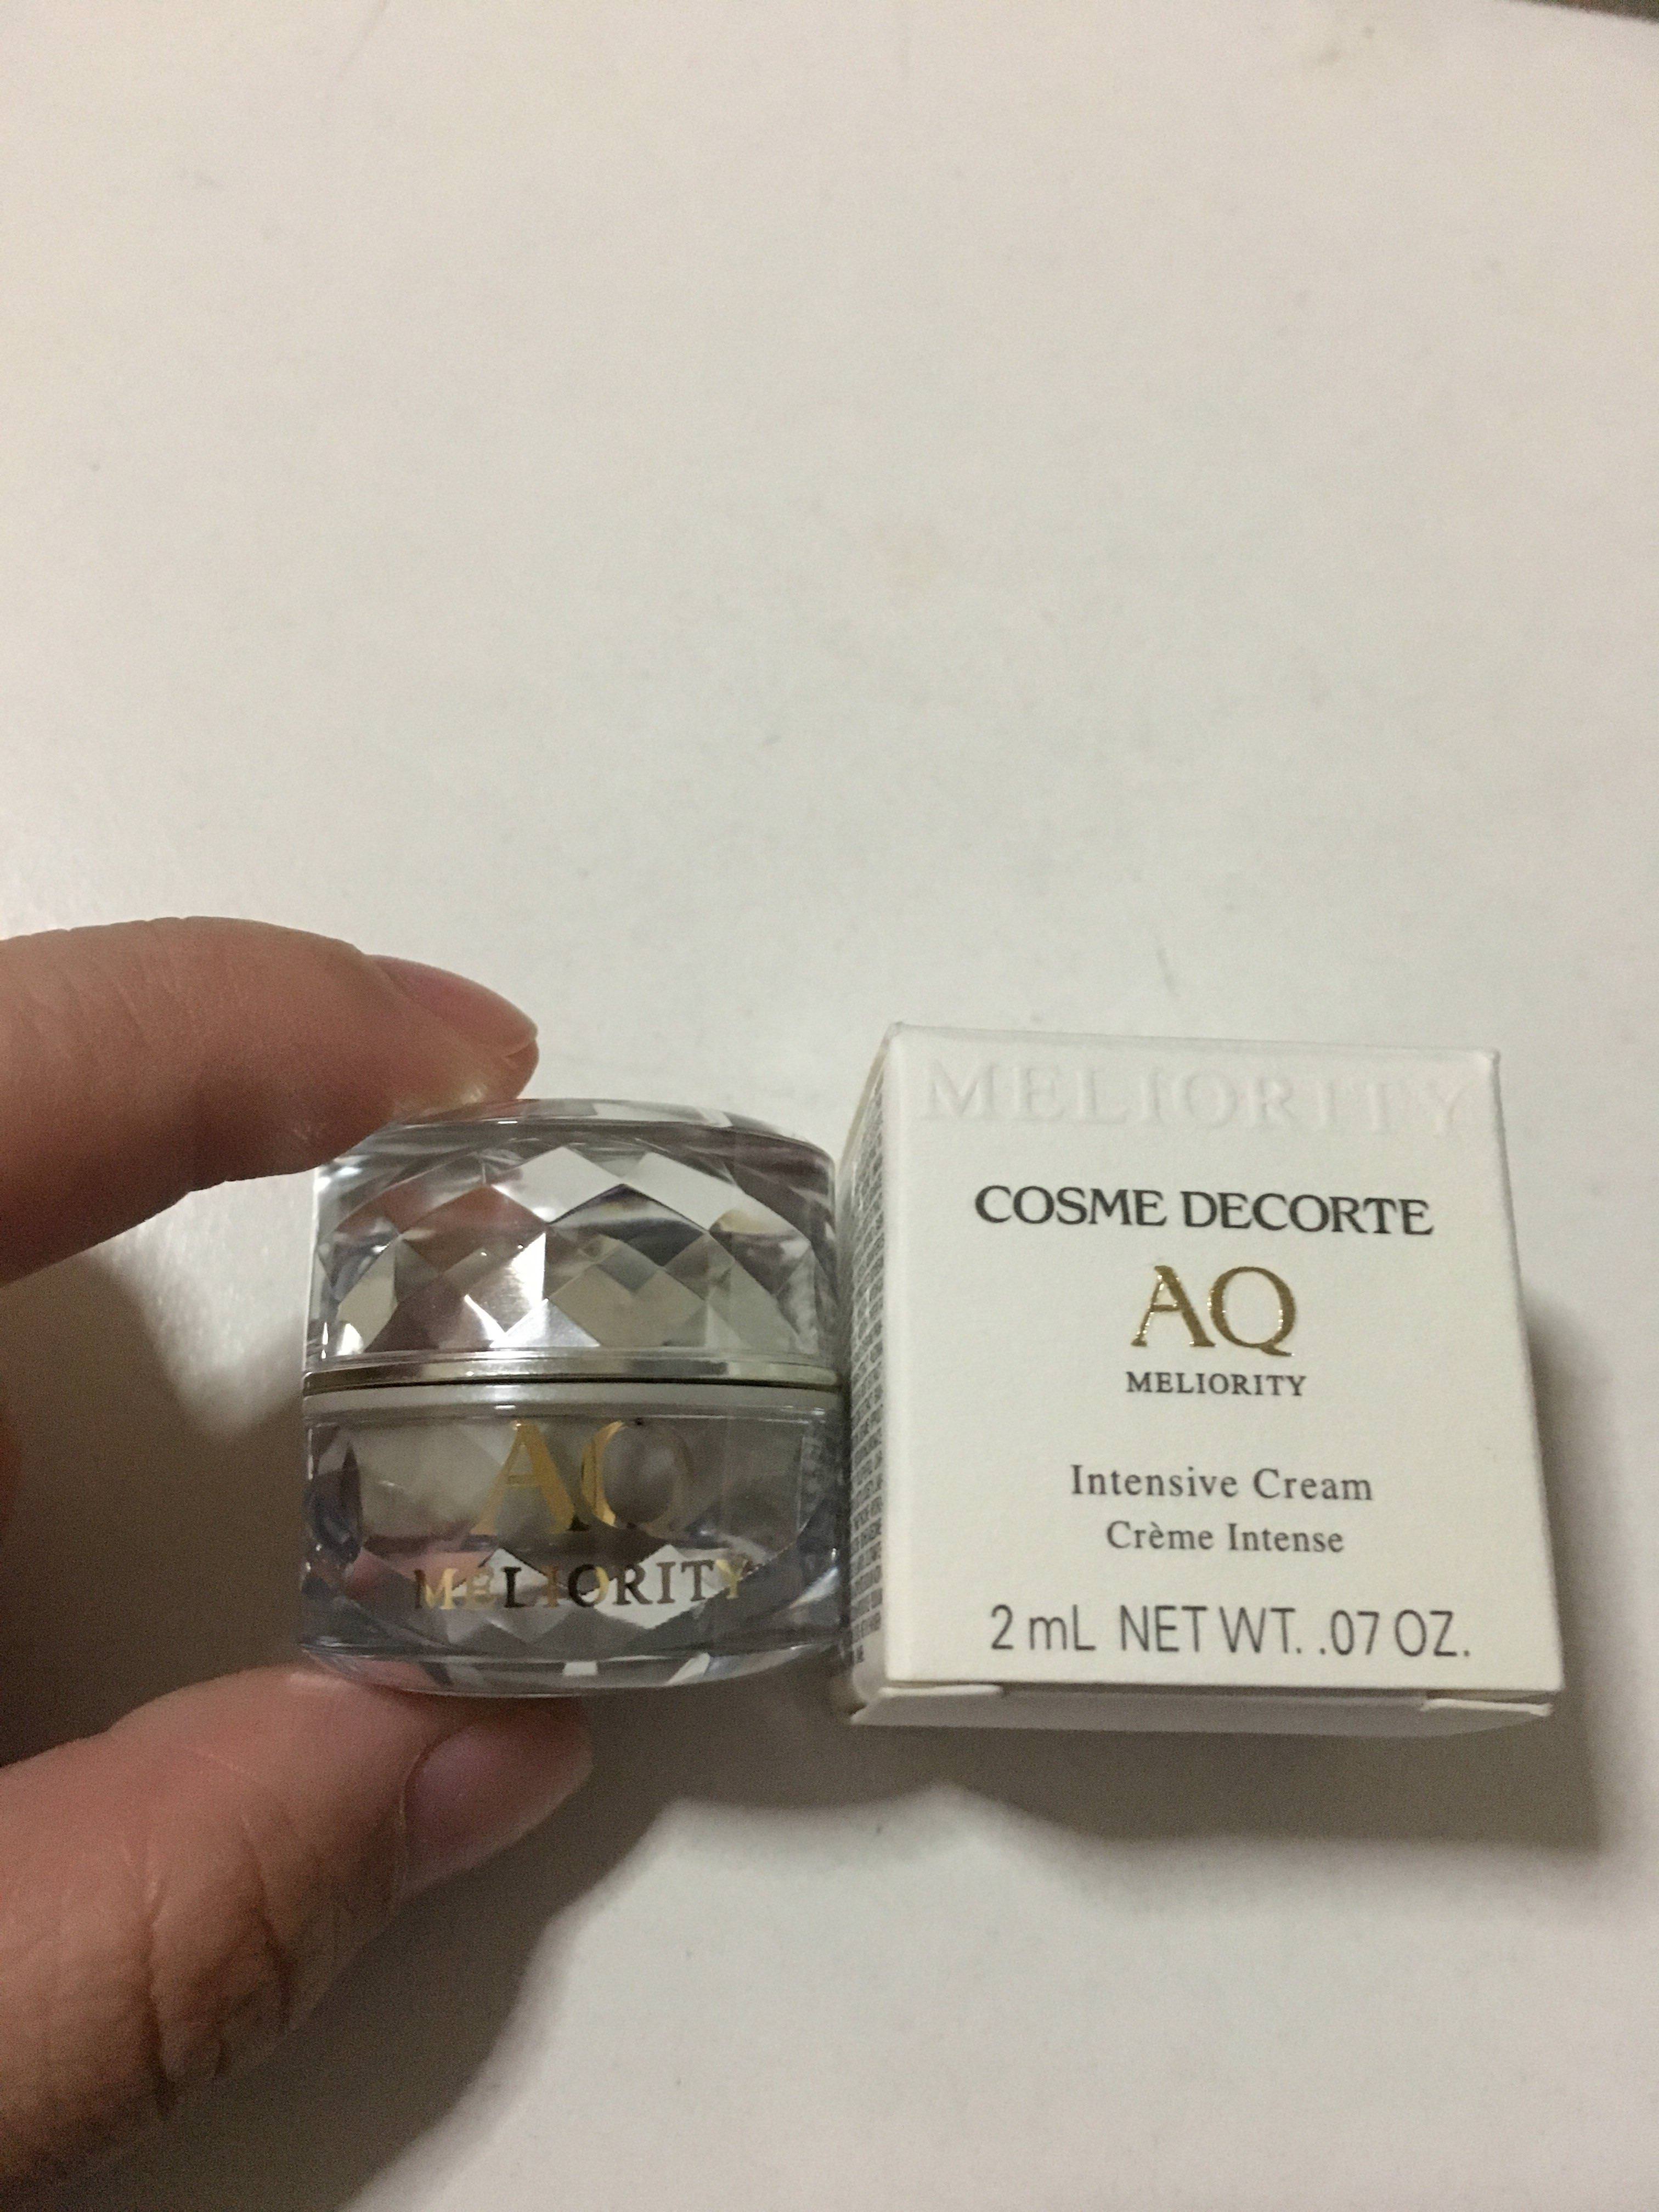 AQ
MELIORITY
MELIORITY
COSME DECORTE
AQ
MELIORITY
Intensive Cream
Crème Intense
2 mL NET WT. .07 OZ.